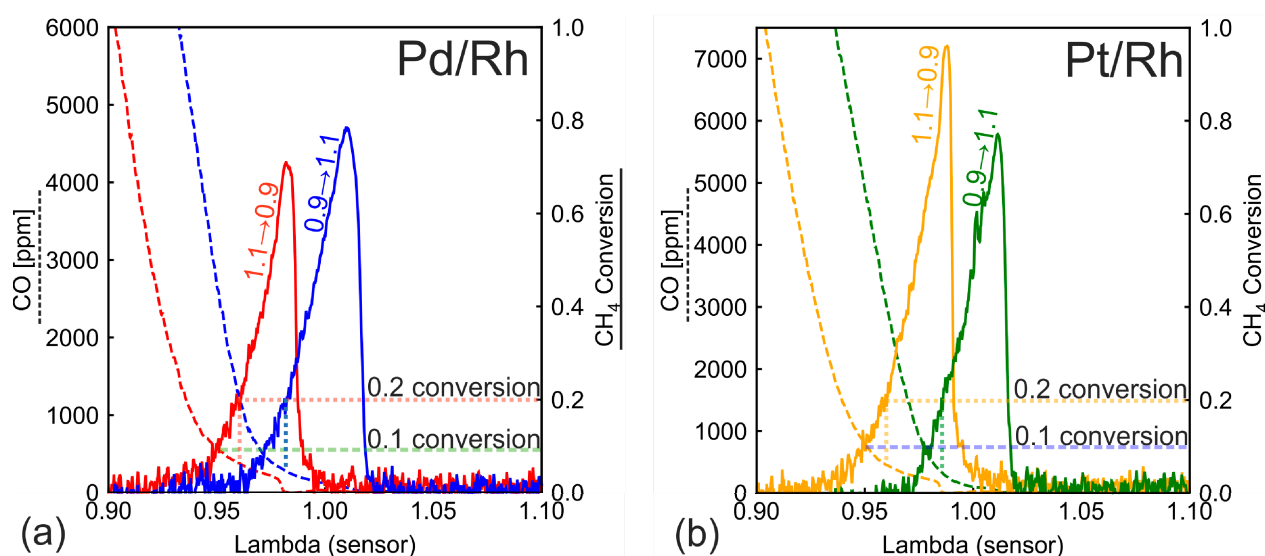 6000
5000
4000
3000
2000
1000
0
CO [ppm]
1.0
0.8
0.6
0.4
0.2
0.0
CH4 Conversion
Pd/Rh
1.1→0.9
0.9→1.1
0.2 conversion
0.1 conversion
0.90
0.95
1.00
1.05
1.10
(a)
Lambda (sensor)
7000
6000
5000
4000
3000
2000
1000
0
CO [ppm]
1.0
0.8
0.6
0.4
0.2
0.0
CH4 Conversion
Pt/Rh
1.1→0.9
0.9→1.1
0.2 conversion
0.1 conversion
0.90
0.95
1.00
1.05
1.10
(b)
Lambda (sensor)